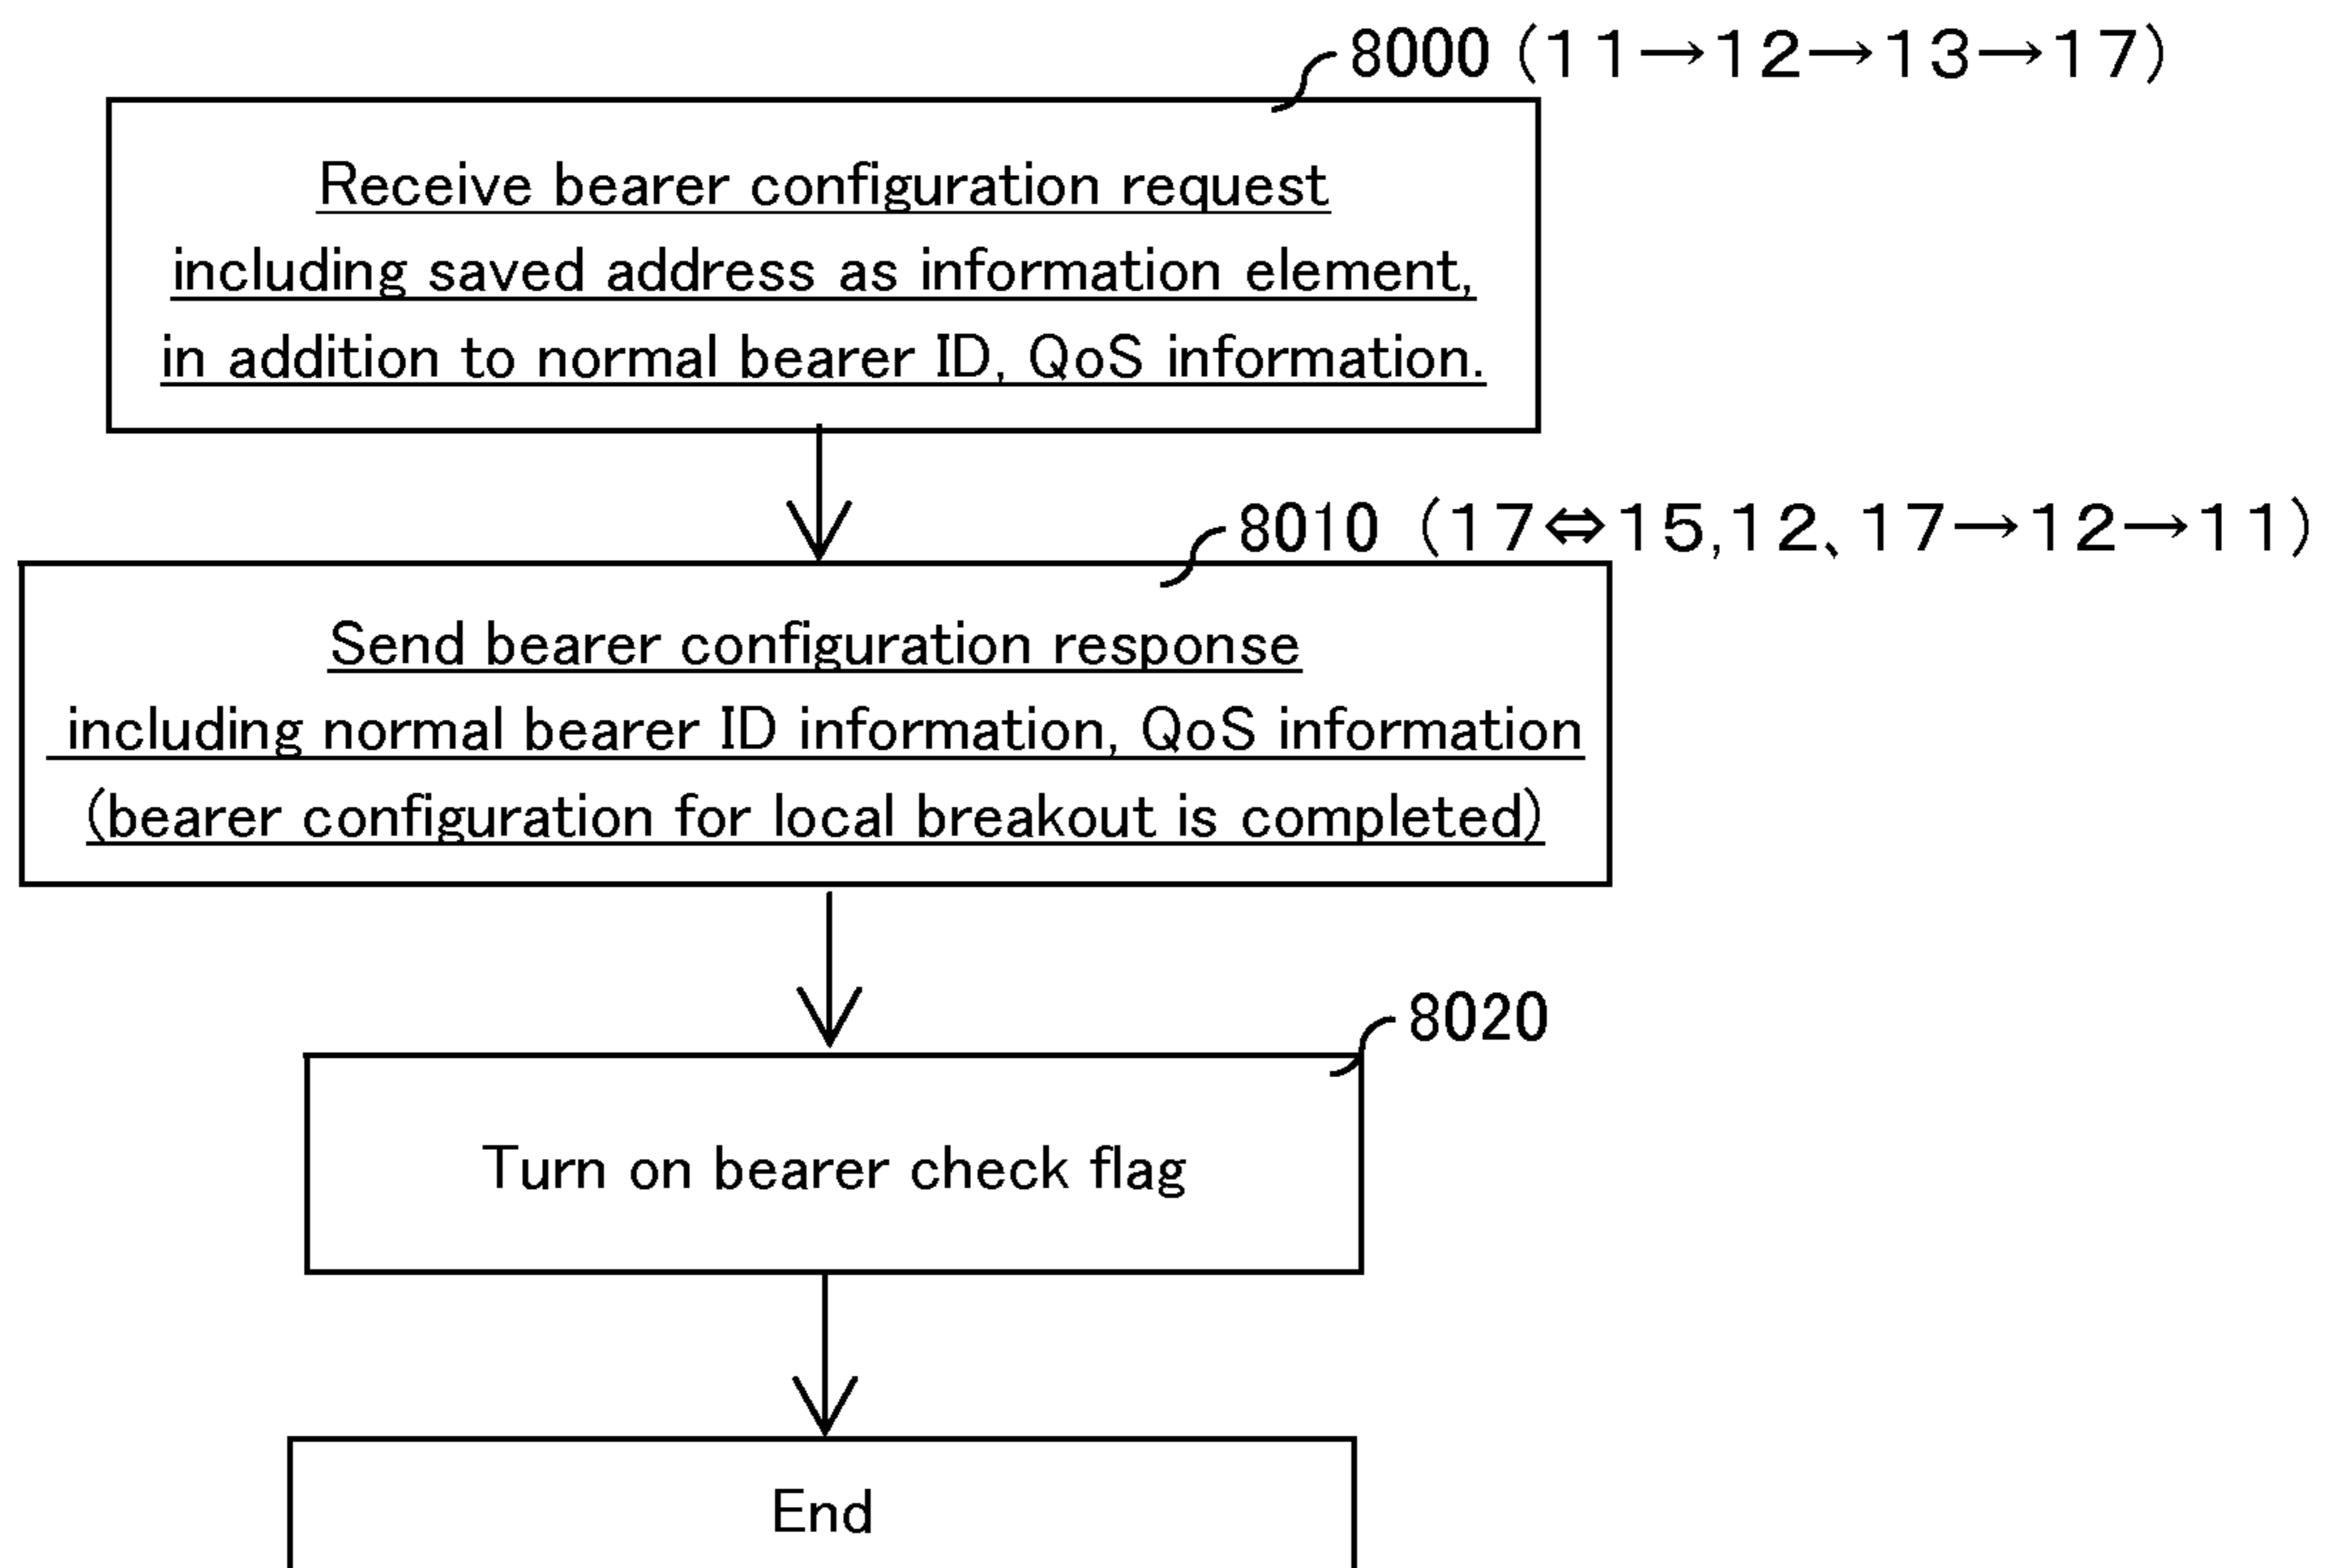 8000 (11→12→13→17)
Receive bearer configuration request
including saved address as information element,
in addition to normal bearer ID, QoS information.
8010 (17⇔15,12、17→12→11)
Send bearer configuration response
including normal bearer ID information, QoS information
(bearer configuration for local breakout is completed)
8020
Turn on bearer check flag
End